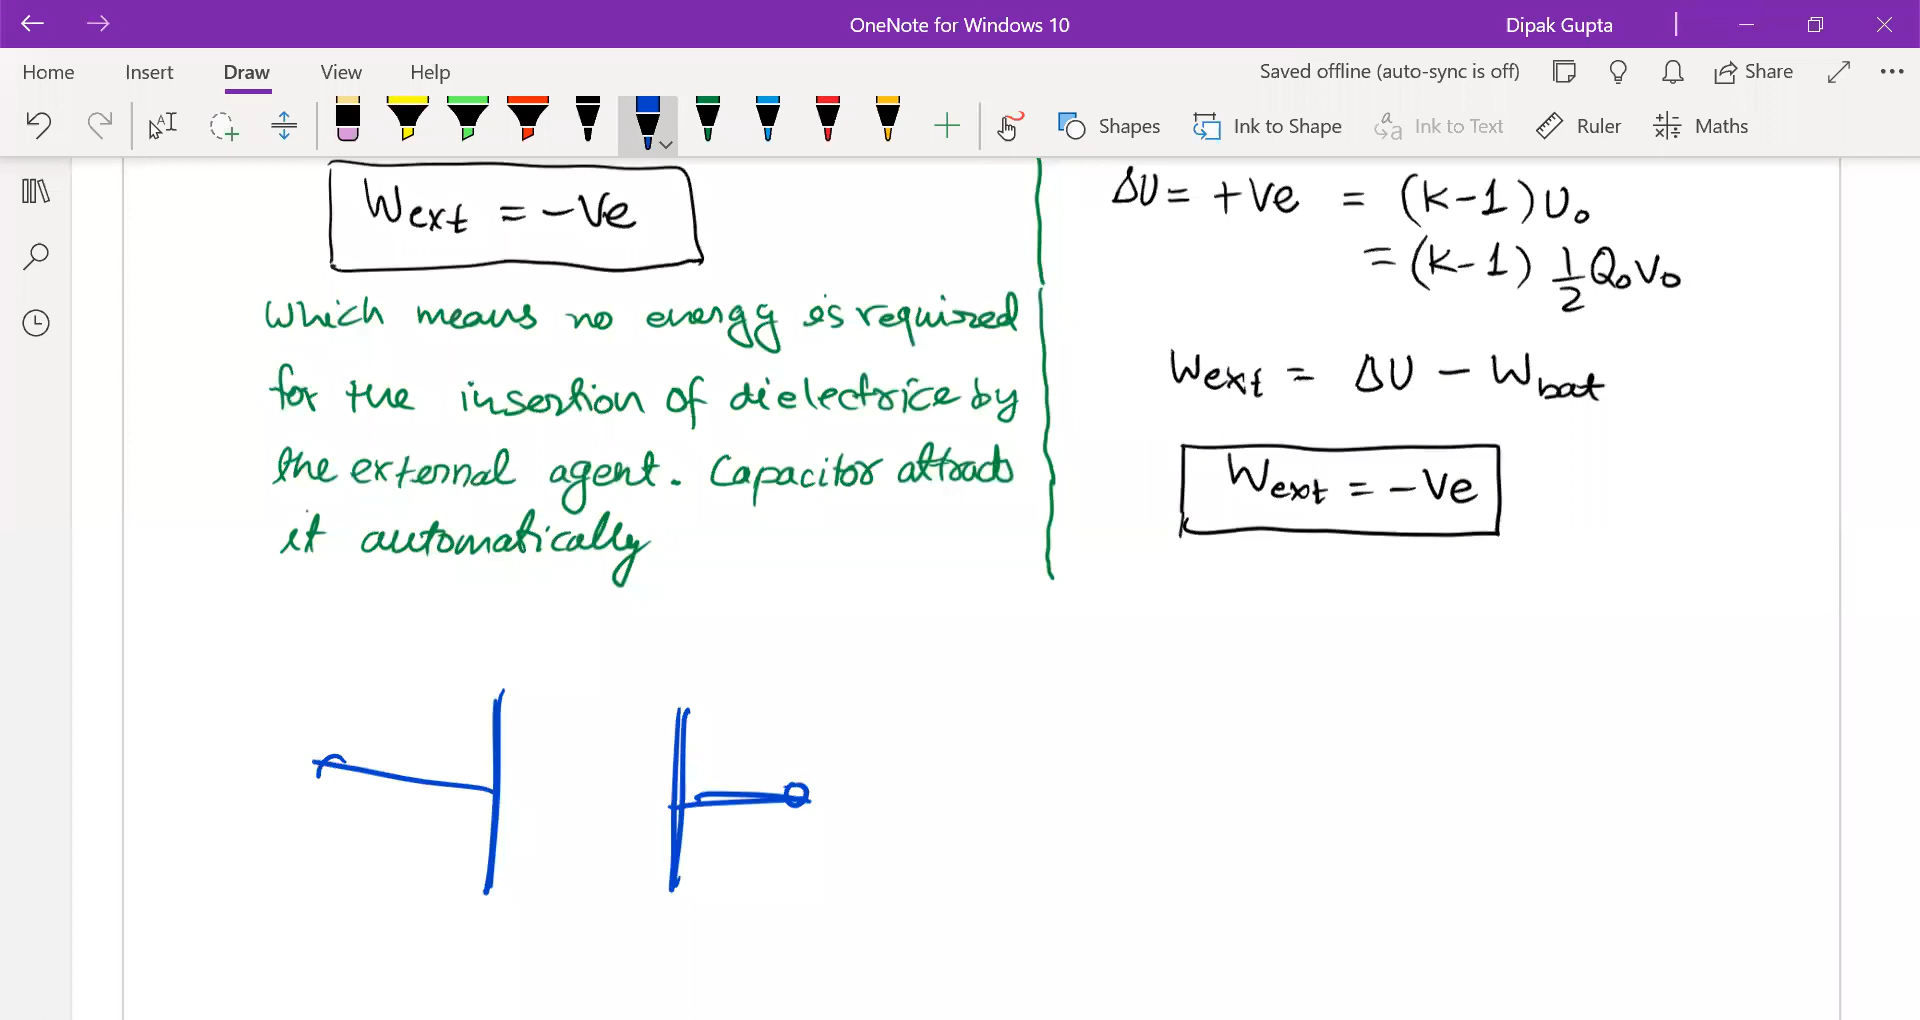 OneNote for Windows 10
Dipak Gupta
Home Insert Draw View Help
Saved offline (auto-sync is off) Share
Shapes Ink to Shape Ink to Text Ruler Maths
Wext = -Ve
Which means no energy is required
for the insertion of dielectrice by
the external agent. Capacitor attracts
it automatically
ΔU = +Ve = (K-1)U₀
= (K-1) 1/2 Q₀V₀
Wext = ΔU - Wbat
Wext = -Ve